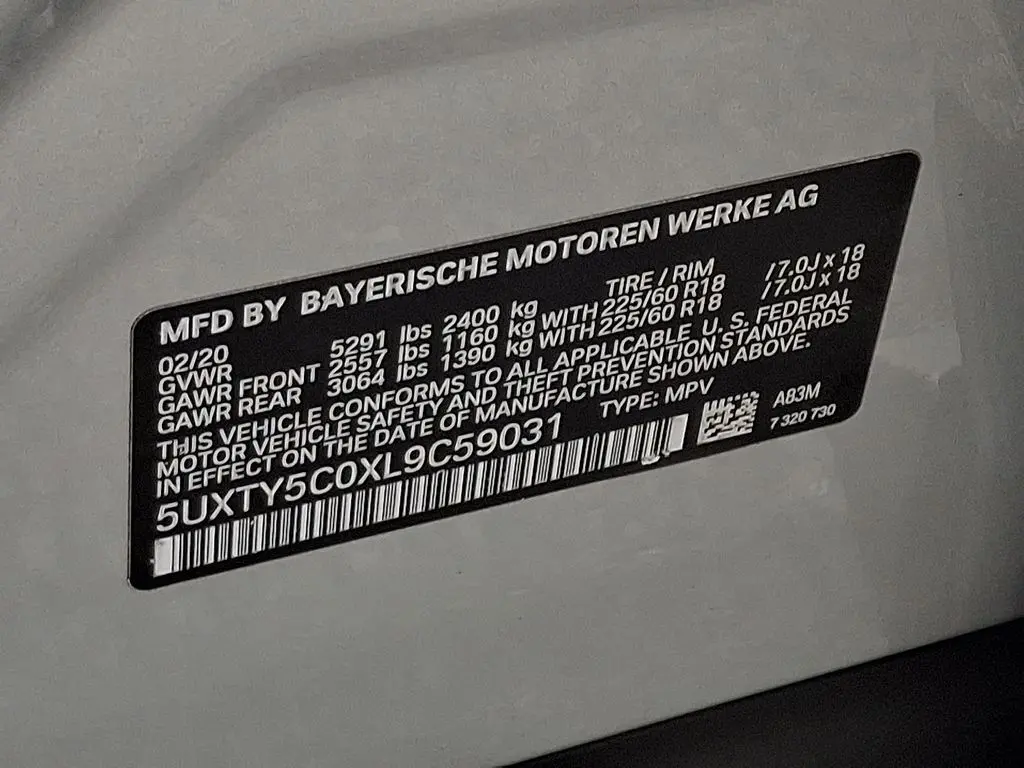 MFD BY BAYERISCHE MOTOREN WERKE AG
02/20 TIRE / RIM
GVWR 5291 lbs 2400 kg
GAWR FRONT 2557 lbs 1160 kg WITH 225/60 R18 /7.0J x 18
GAWR REAR 3064 lbs 1390 kg WITH 225/60 R18 /7.0J x 18
THIS VEHICLE CONFORMS TO ALL APPLICABLE U. S. FEDERAL
MOTOR VEHICLE SAFETY AND THEFT PREVENTION STANDARDS
IN EFFECT ON THE DATE OF MANUFACTURE SHOWN ABOVE.
5UXTY5C0XL9C59031 TYPE: MPV A83M
7 320 730